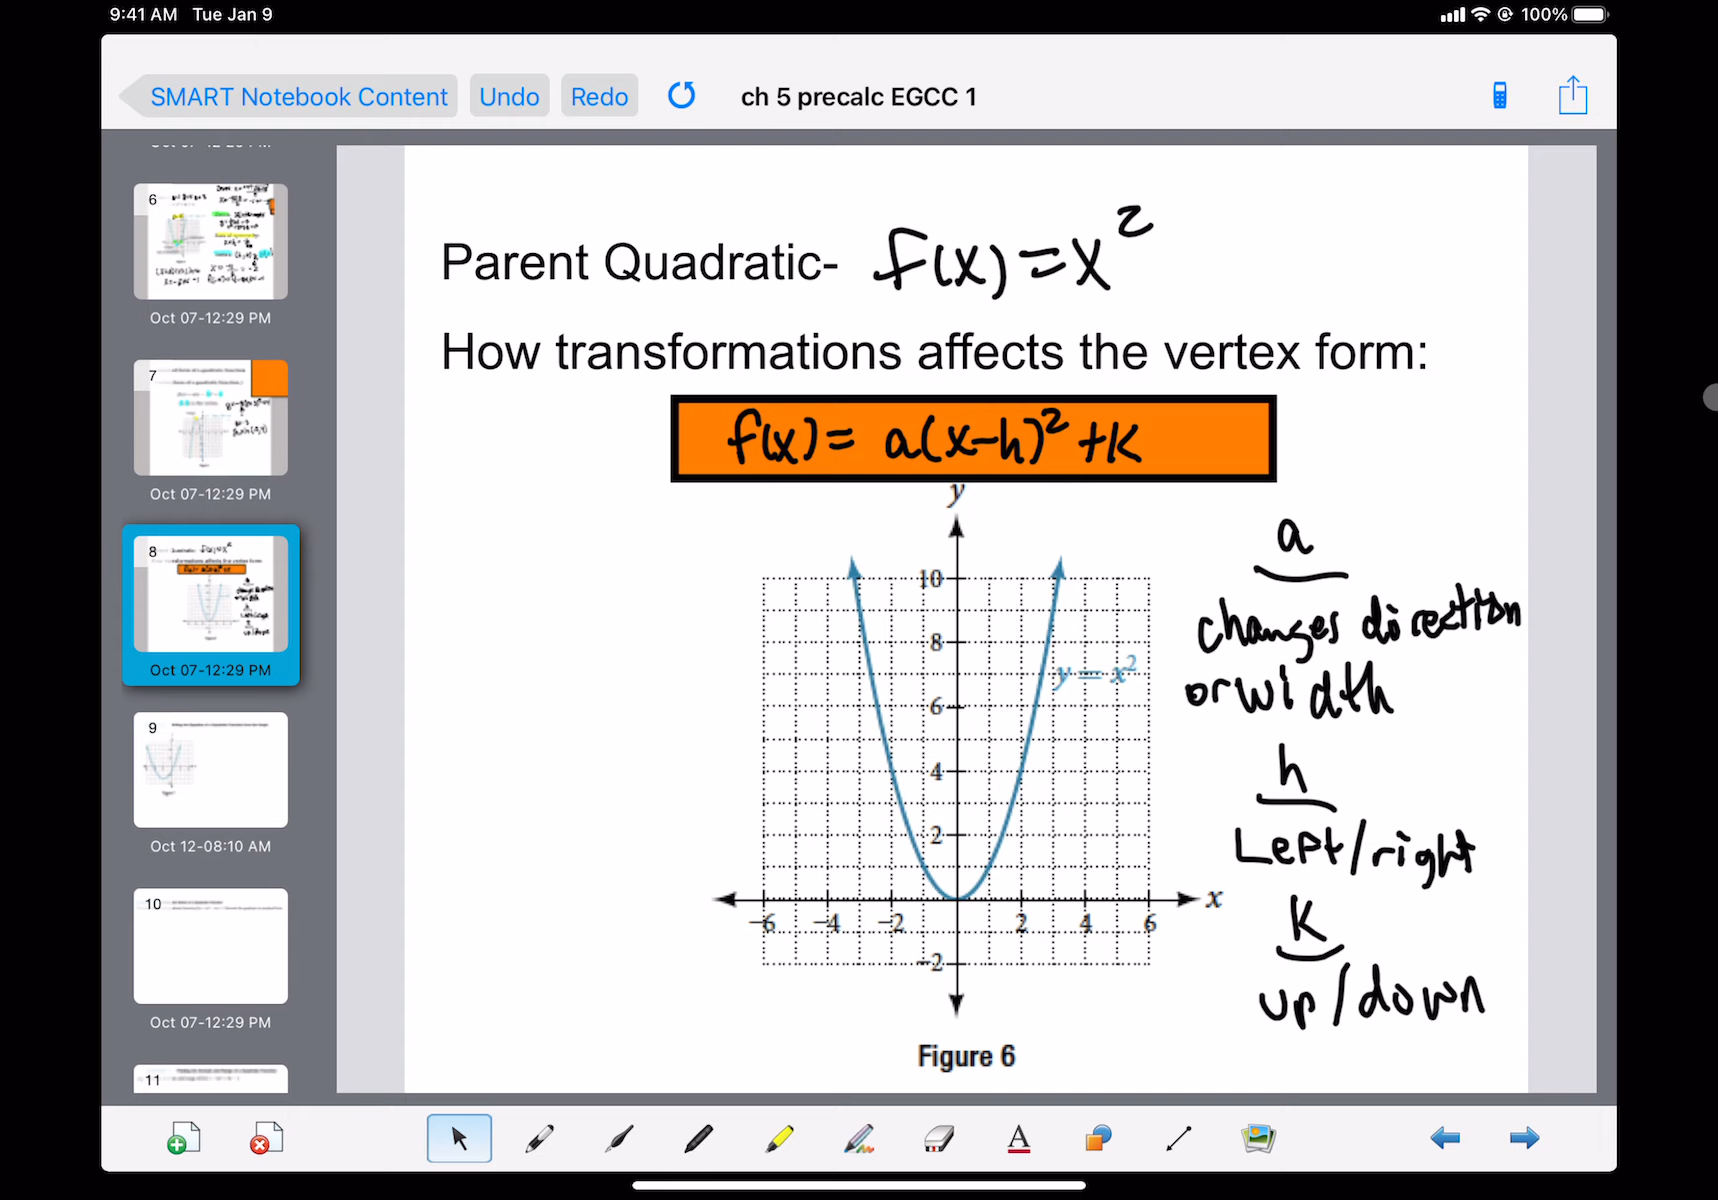 9:41 AM Tue Jan 9
100%
SMART Notebook Content Undo Redo ch 5 precalc EGCC 1
6
Oct 07-12:29 PM
7
Oct 07-12:29 PM
8
Oct 07-12:29 PM
9
Oct 12-08:10 AM
10
Oct 07-12:29 PM
11
Parent Quadratic- f(x)=x²
How transformations affects the vertex form:
f(x)= a(x-h)²+k
y
10
8
6
4
2
-6 -4 -2 2 4 6 x
-2
y = x²
Figure 6
a
changes direction
or width
h
Left/right
k
up/down
A